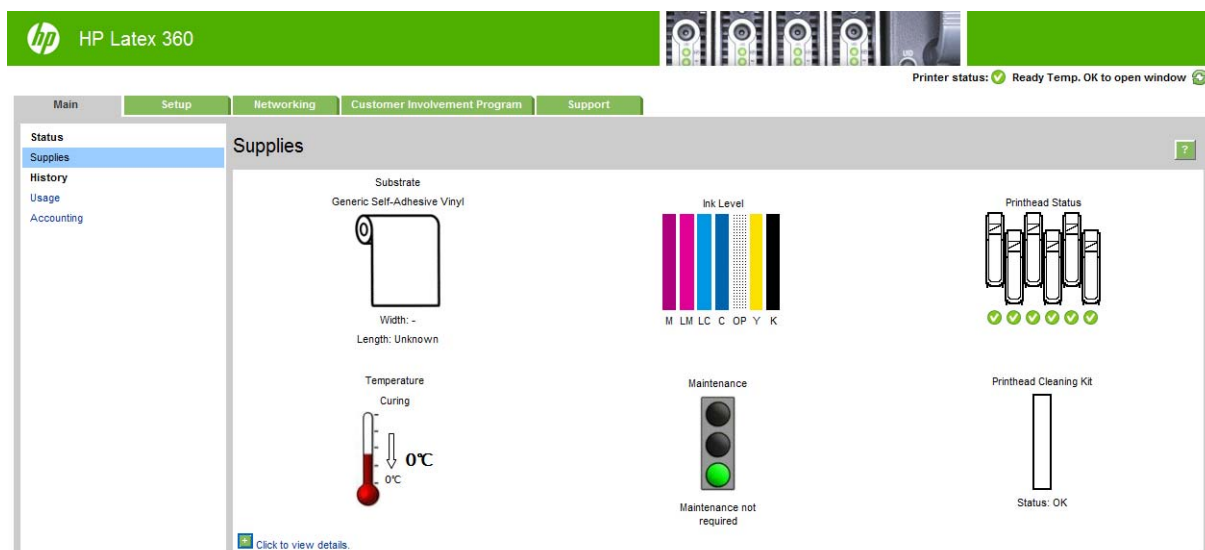 hp HP Latex 360
Printer status: Ready Temp. OK to open window
Main Setup Networking Customer Involvement Program Support
Status
Supplies
History
Usage
Accounting
Supplies
?
Substrate
Generic Self-Adhesive Vinyl
Width: -
Length: Unknown
Ink Level
M LM LC C OP Y K
Printhead Status
Temperature
Curing
0℃
0℃
Maintenance
Maintenance not
required
Printhead Cleaning Kit
Status: OK
Click to view details.